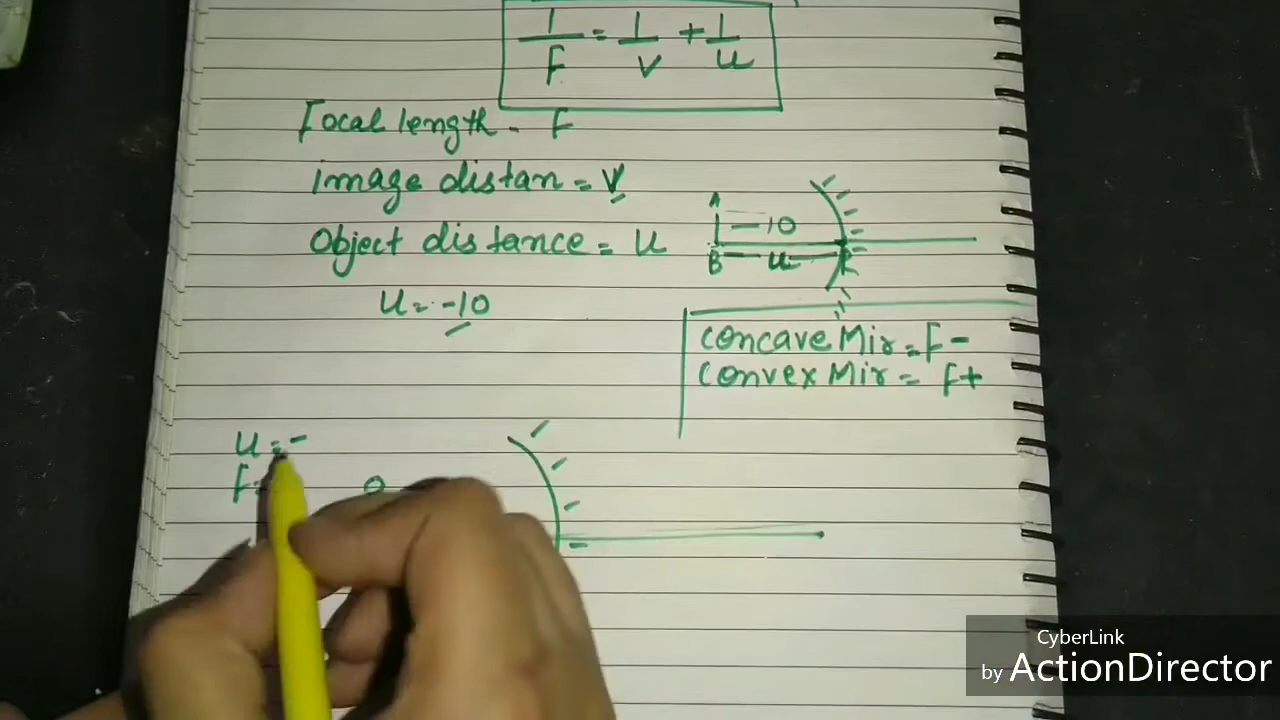 1/F = 1/v + 1/u
Focal length - F
image distan = V
Object distance = u
u = -10
A
-10
B u P
concave Mir = F -
convex Mir = F+
u = -
F =
o
CyberLink
by ActionDirector